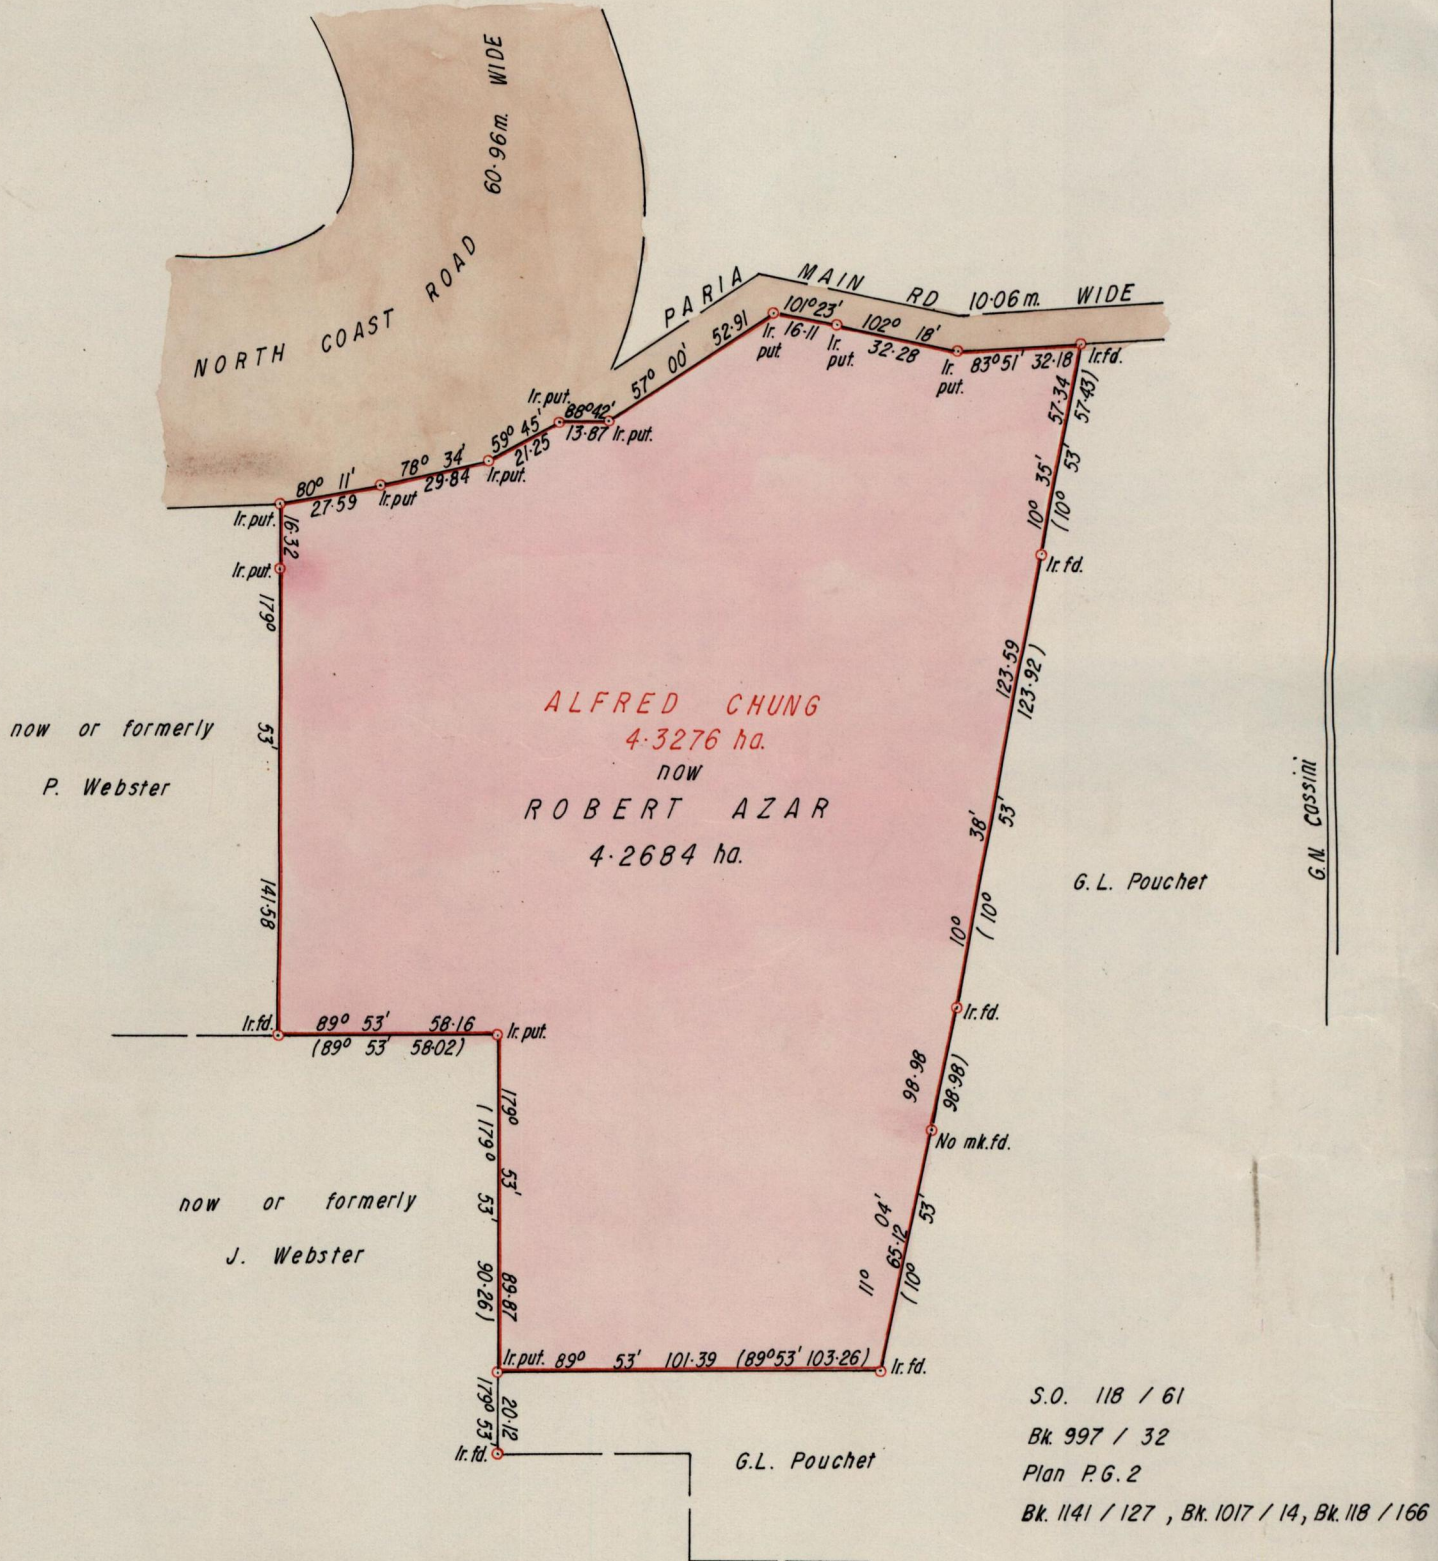 60·96m. WIDE
NORTH COAST ROAD
PARIA MAIN RD 10·06m. WIDE
101°23'
16·11
102° 18'
32·28
83°51' 32·18
Ir. put
Ir. put.
Ir. put.
Ir.fd.
57° 00' 52·91
Ir.put.
88°42'
13·87
Ir.put.
59° 45'
21·25
Ir.put.
78° 34'
29·84
Ir.put
80° 11'
27·59
Ir.put.
16·32
Ir.put.
179° 53' 141·58
10° 35' 57·34
(10° 53' 57·43)
Ir.fd.
10° 38' 123·59
(10° 53' 123·92)
ALFRED CHUNG
4·3276 ha.
now
ROBERT AZAR
4·2684 ha.
now or formerly
P. Webster
G.L. Pouchet
G.N. Cossini
Ir.fd.
89° 53' 58·16
(89° 53' 58·02)
Ir.put.
Ir.fd.
98·98
98·98)
No mk.fd.
11° 04'
65·12
(10° 53'
179° 53' 89·87
(179° 53' 90·26)
now or formerly
J. Webster
Ir.put.
89° 53' 101·39 (89°53' 103·26)
Ir.fd.
179° 53'
20·12
Ir.fd.
G.L. Pouchet
S.O. 118 / 61
Bk. 997 / 32
Plan P.G.2
Bk. 1141 / 127 , Bk. 1017 / 14, Bk. 118 / 166